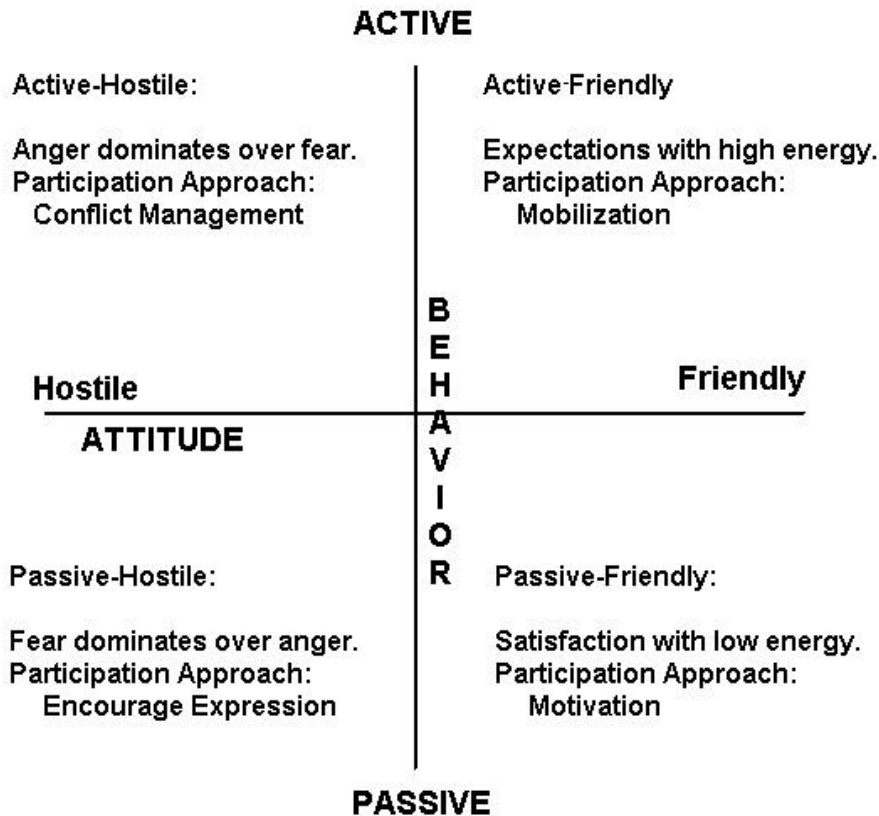 ACTIVE
Active-Hostile:
Anger dominates over fear.
Participation Approach:
Conflict Management
Active-Friendly
Expectations with high energy.
Participation Approach:
Mobilization
BEHAVIOR
Hostile
Friendly
ATTITUDE
Passive-Hostile:
Fear dominates over anger.
Participation Approach:
Encourage Expression
Passive-Friendly:
Satisfaction with low energy.
Participation Approach:
Motivation
PASSIVE